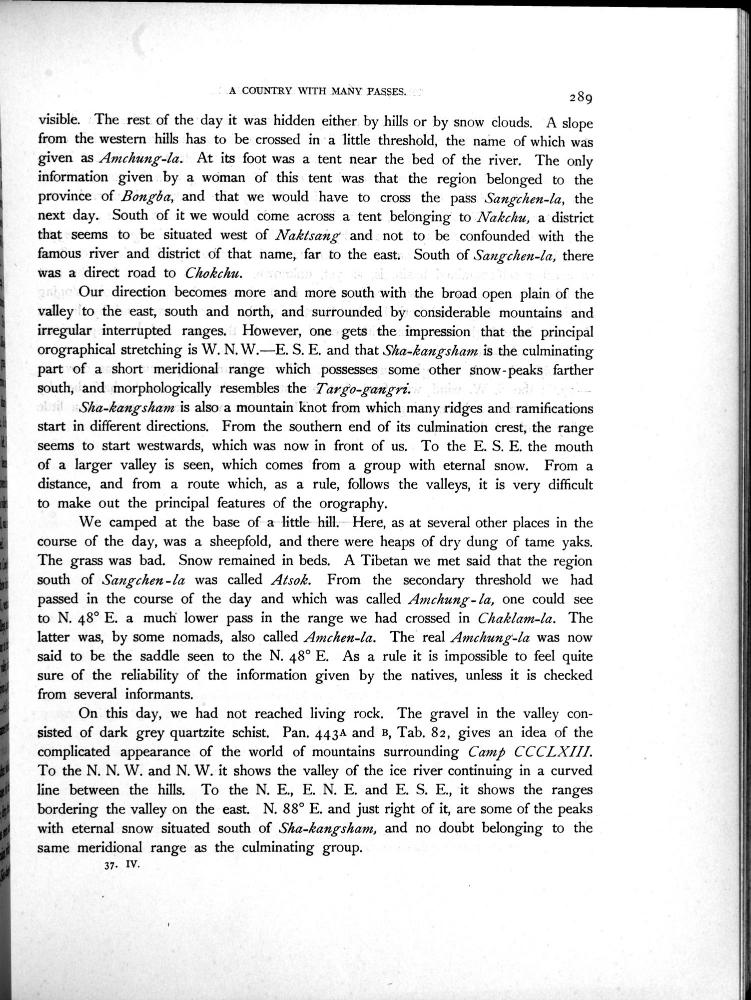 A COUNTRY WITH MANY PASSES.
289
visible. The rest of the day it was hidden either by hills or by snow clouds. A slope
from the western hills has to be crossed in a little threshold, the name of which was
given as Amchung-la. At its foot was a tent near the bed of the river. The only
information given by a woman of this tent was that the region belonged to the
province of Bongba, and that we would have to cross the pass Sangchen-la, the
next day. South of it we would come across a tent belonging to Nakchu, a district
that seems to be situated west of Naktsang and not to be confounded with the
famous river and district of that name, far to the east. South of Sangchen-la, there
was a direct road to Chokchu.
Our direction becomes more and more south with the broad open plain of the
valley to the east, south and north, and surrounded by considerable mountains and
irregular interrupted ranges. However, one gets the impression that the principal
orographical stretching is W. N. W.—E. S. E. and that Sha-kangsham is the culminating
part of a short meridional range which possesses some other snow-peaks farther
south, and morphologically resembles the Targo-gangri.
Sha-kangsham is also a mountain knot from which many ridges and ramifications
start in different directions. From the southern end of its culmination crest, the range
seems to start westwards, which was now in front of us. To the E. S. E. the mouth
of a larger valley is seen, which comes from a group with eternal snow. From a
distance, and from a route which, as a rule, follows the valleys, it is very difficult
to make out the principal features of the orography.
We camped at the base of a little hill. Here, as at several other places in the
course of the day, was a sheepfold, and there were heaps of dry dung of tame yaks.
The grass was bad. Snow remained in beds. A Tibetan we met said that the region
south of Sangchen-la was called Atsok. From the secondary threshold we had
passed in the course of the day and which was called Amchung-la, one could see
to N. 48° E. a much lower pass in the range we had crossed in Chaklam-la. The
latter was, by some nomads, also called Amchen-la. The real Amchung-la was now
said to be the saddle seen to the N. 48° E. As a rule it is impossible to feel quite
sure of the reliability of the information given by the natives, unless it is checked
from several informants.
On this day, we had not reached living rock. The gravel in the valley con-
sisted of dark grey quartzite schist. Pan. 443A and B, Tab. 82, gives an idea of the
complicated appearance of the world of mountains surrounding Camp CCCLXIII.
To the N. N. W. and N. W. it shows the valley of the ice river continuing in a curved
line between the hills. To the N. E., E. N. E. and E. S. E., it shows the ranges
bordering the valley on the east. N. 88° E. and just right of it, are some of the peaks
with eternal snow situated south of Sha-kangsham, and no doubt belonging to the
same meridional range as the culminating group.
37. IV.